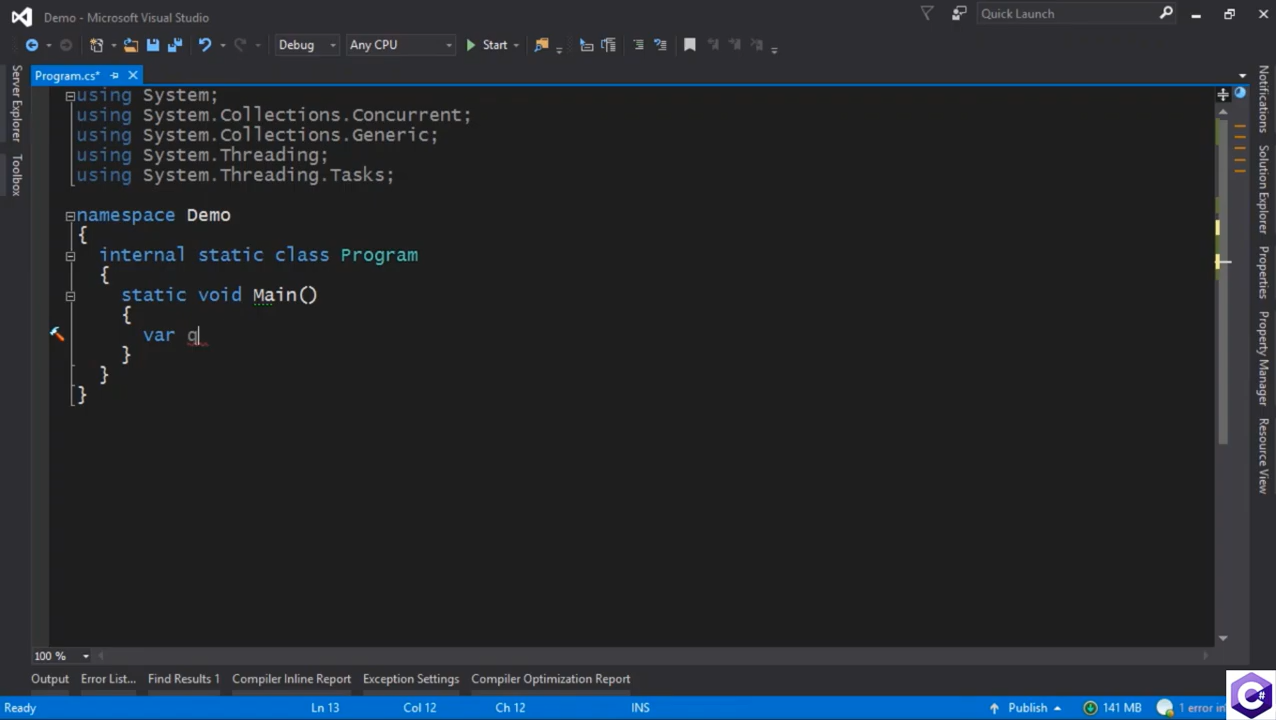 Demo - Microsoft Visual Studio
Quick Launch
Debug
Any CPU
Start
Program.cs*
Server Explorer
Toolbox
using System;
using System.Collections.Concurrent;
using System.Collections.Generic;
using System.Threading;
using System.Threading.Tasks;
namespace Demo
{
internal static class Program
{
static void Main()
{
var q
}
}
}
Notifications
Solution Explorer
Properties
Property Manager
Resource View
100 %
Output
Error List...
Find Results 1
Compiler Inline Report
Exception Settings
Compiler Optimization Report
Ready
Ln 13
Col 12
Ch 12
INS
Publish
141 MB
1 error in
C#